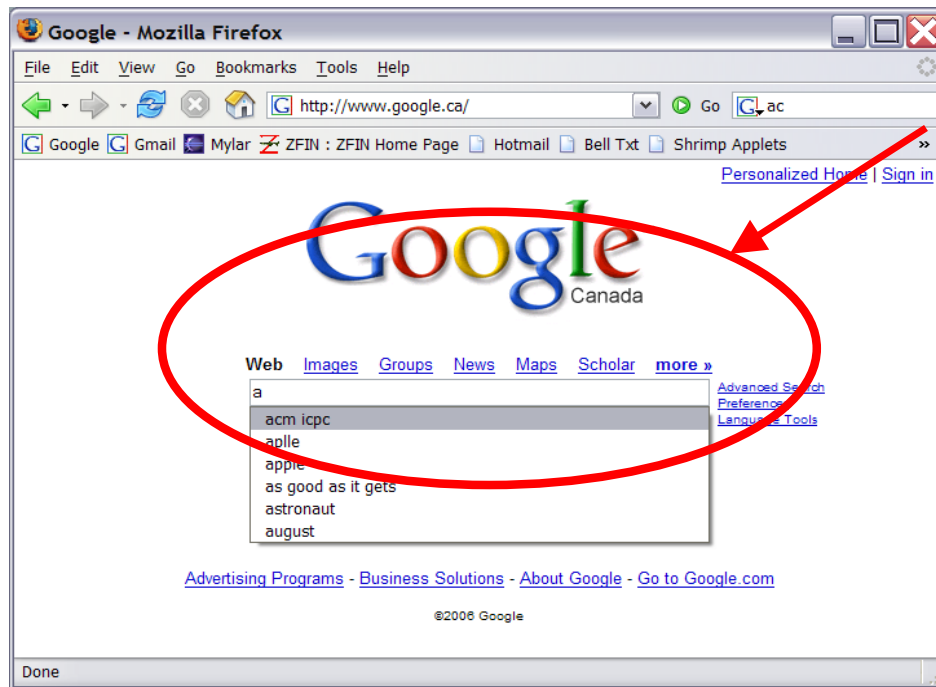 Google - Mozilla Firefox
File Edit View Go Bookmarks Tools Help
http://www.google.ca/ Go ac
Google Gmail Mylar ZFIN : ZFIN Home Page Hotmail Bell Txt Shrimp Applets »
Personalized Home | Sign in
Google
Canada
Web Images Groups News Maps Scholar more »
a
Advanced Search
Preferences
Language Tools
acm icpc
aplle
apple
as good as it gets
astronaut
august
Advertising Programs - Business Solutions - About Google - Go to Google.com
©2006 Google
Done